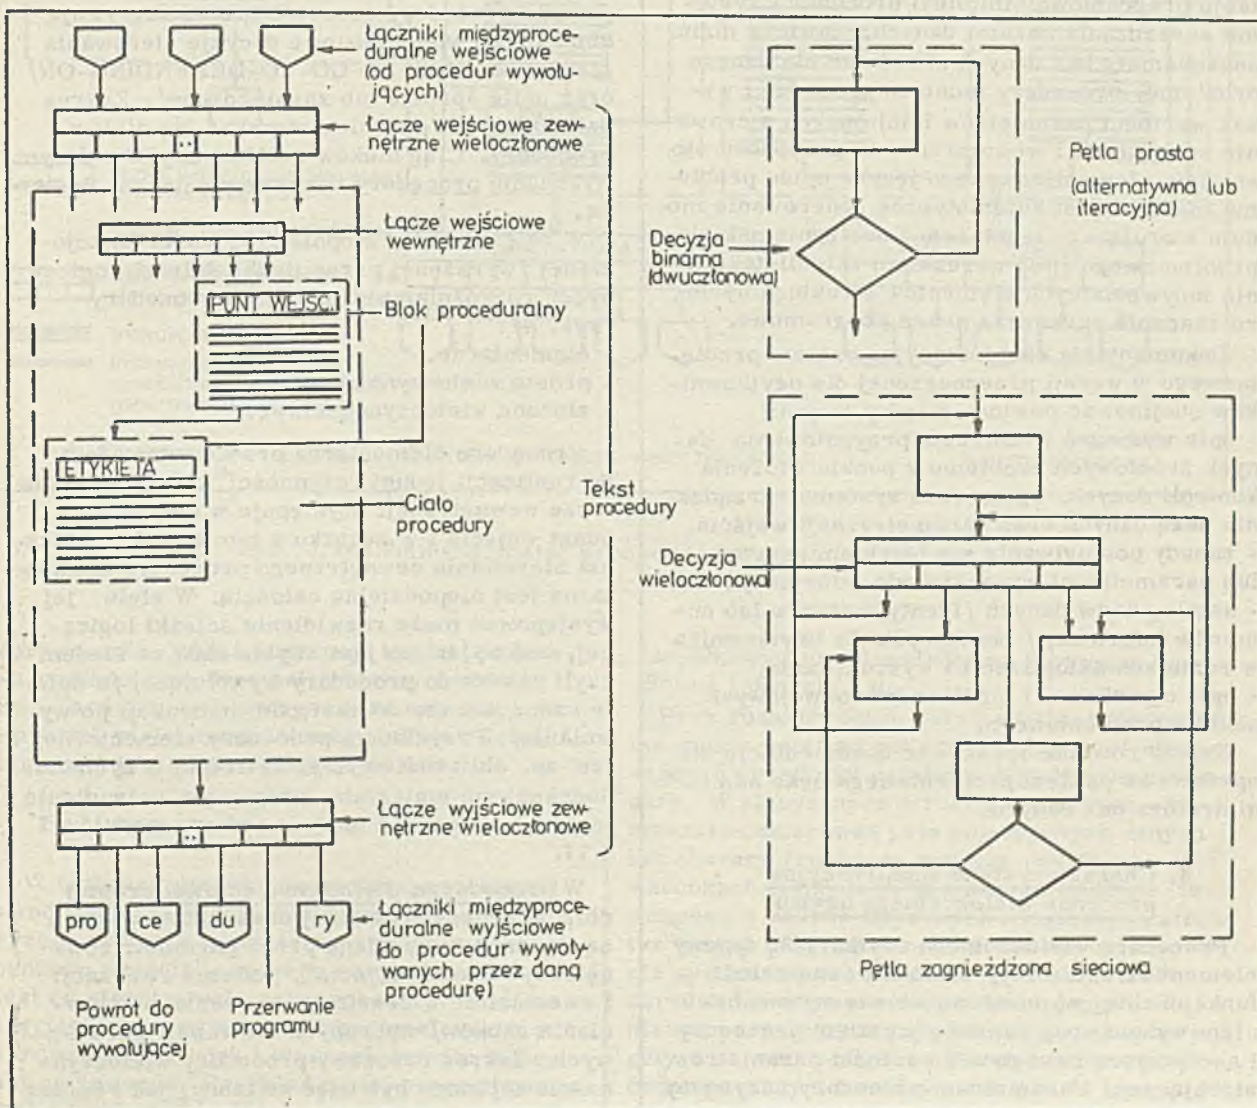 Łączniki międzyproce-
duralne wejściowe
(od procedur wywołu-
jących)
Łącze wejściowe zew-
nętrzne wieloczłonowe
Łącze wejściowe
wewnętrzne
PUNT WEJŚCI
Blok proceduralny
ETYKIETA
Ciało
procedury
Tekst
procedury
Łącze wyjściowe zew-
nętrzne wieloczłonowe
pro
ce
du
ry
Łączniki międzyproce-
duralne wyjściowe
(do procedur wywoły-
wanych przez daną
procedurę)
Powrót do
procedury
wywołującej
Przerwanie
programu
Pętla prosta
(alternatywna lub
iteracyjna)
Decyzja
binarna
(dwuczłonowa)
Decyzja
wieloczłonowa
Pętla zagnieżdżona sieciowa